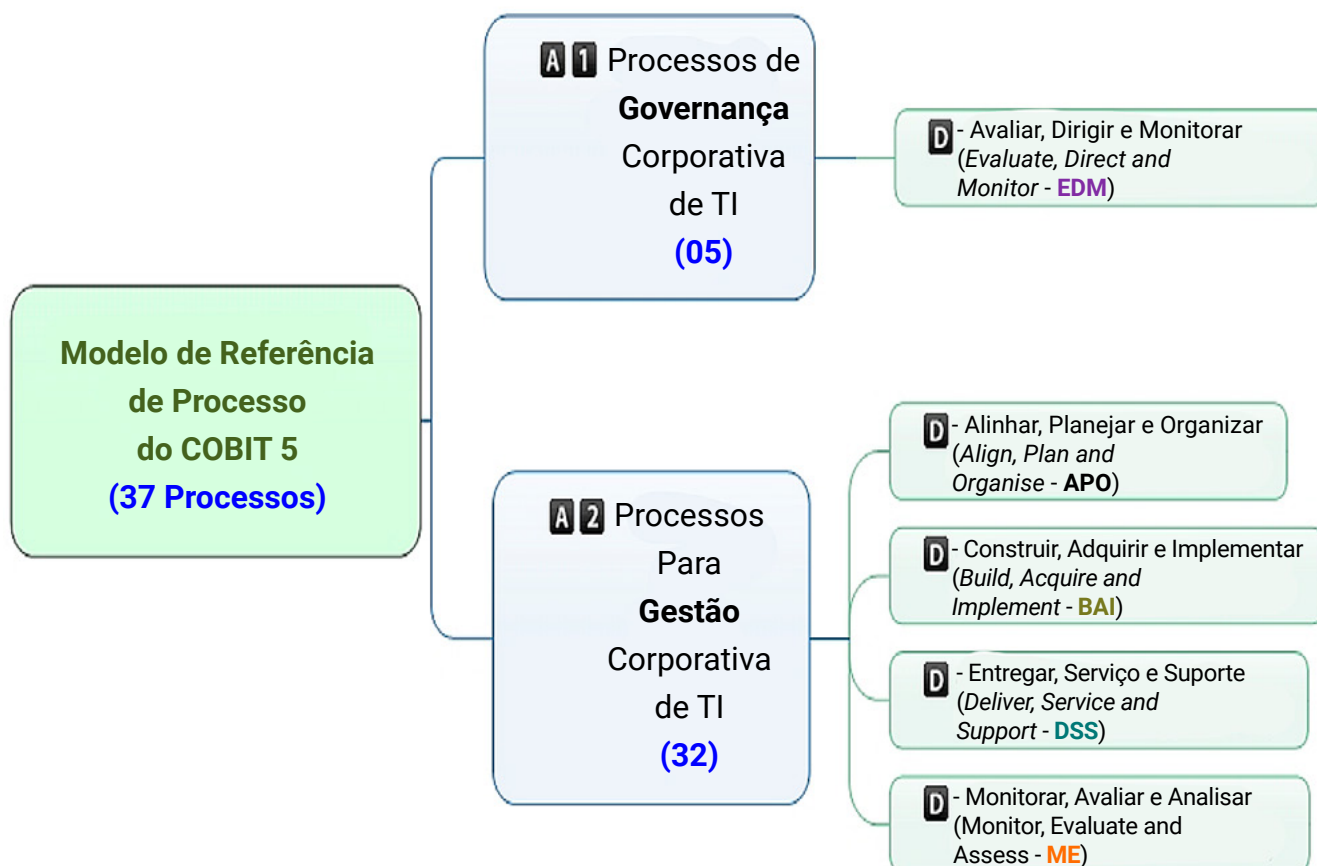 A 1 Processos de
Governança
Corporativa
de TI
(05)
D - Avaliar, Dirigir e Monitorar
(Evaluate, Direct and
Monitor - EDM)
Modelo de Referência
de Processo
do COBIT 5
(37 Processos)
A 2 Processos
Para
Gestão
Corporativa
de TI
(32)
D - Alinhar, Planejar e Organizar
(Align, Plan and
Organise - APO)
D - Construir, Adquirir e Implementar
(Build, Acquire and
Implement - BAI)
D - Entregar, Serviço e Suporte
(Deliver, Service and
Support - DSS)
D - Monitorar, Avaliar e Analisar
(Monitor, Evaluate and
Assess - ME)